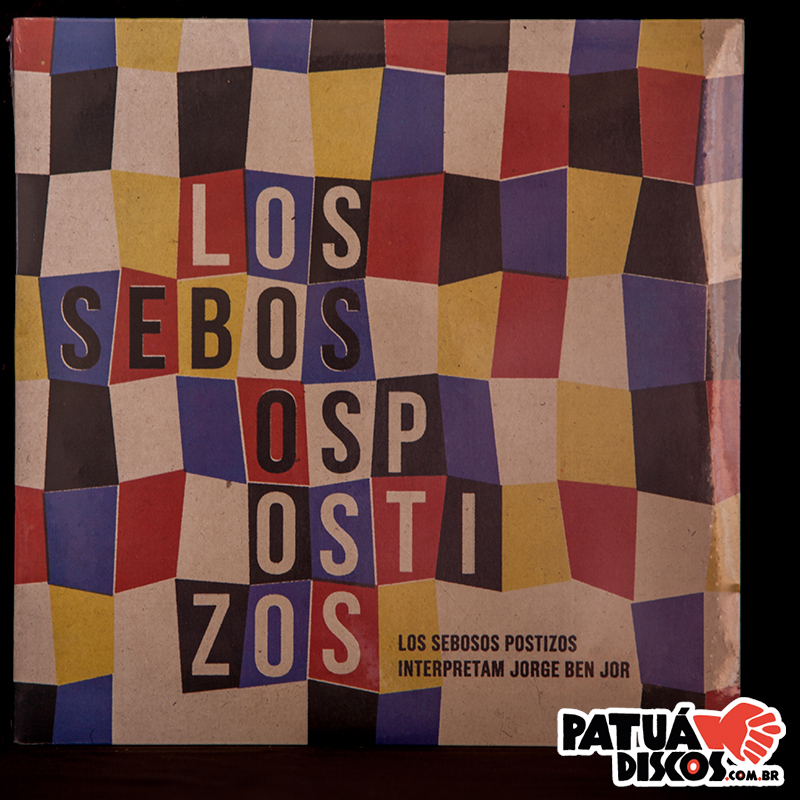 LOS
SEBOS
OSP
OSTI
ZOS
LOS SEBOSOS POSTIZOS
INTERPRETAM JORGE BEN JOR
PATUÁ
DISCOS.COM.BR